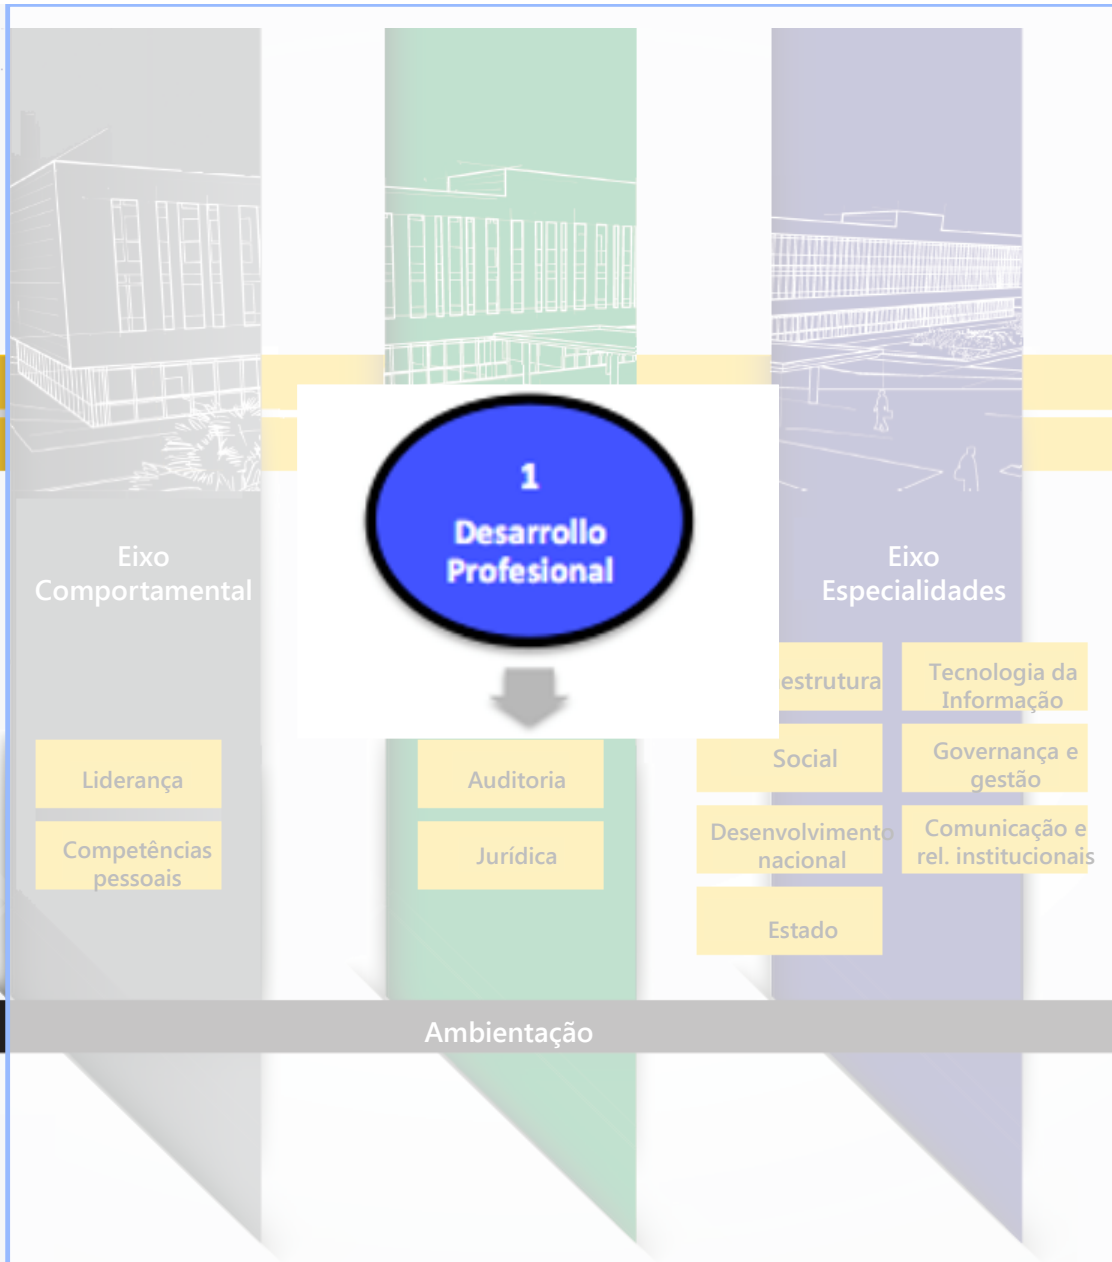 Eixo
Comportamental
Liderança
Competências
pessoais
1
Desarrollo
Profesional
Auditoria
Jurídica
Eixo
Especialidades
estrutura
Tecnologia da
Informação
Social
Governança e
gestão
Desenvolvimento
nacional
Comunicação e
rel. institucionais
Estado
Ambientação